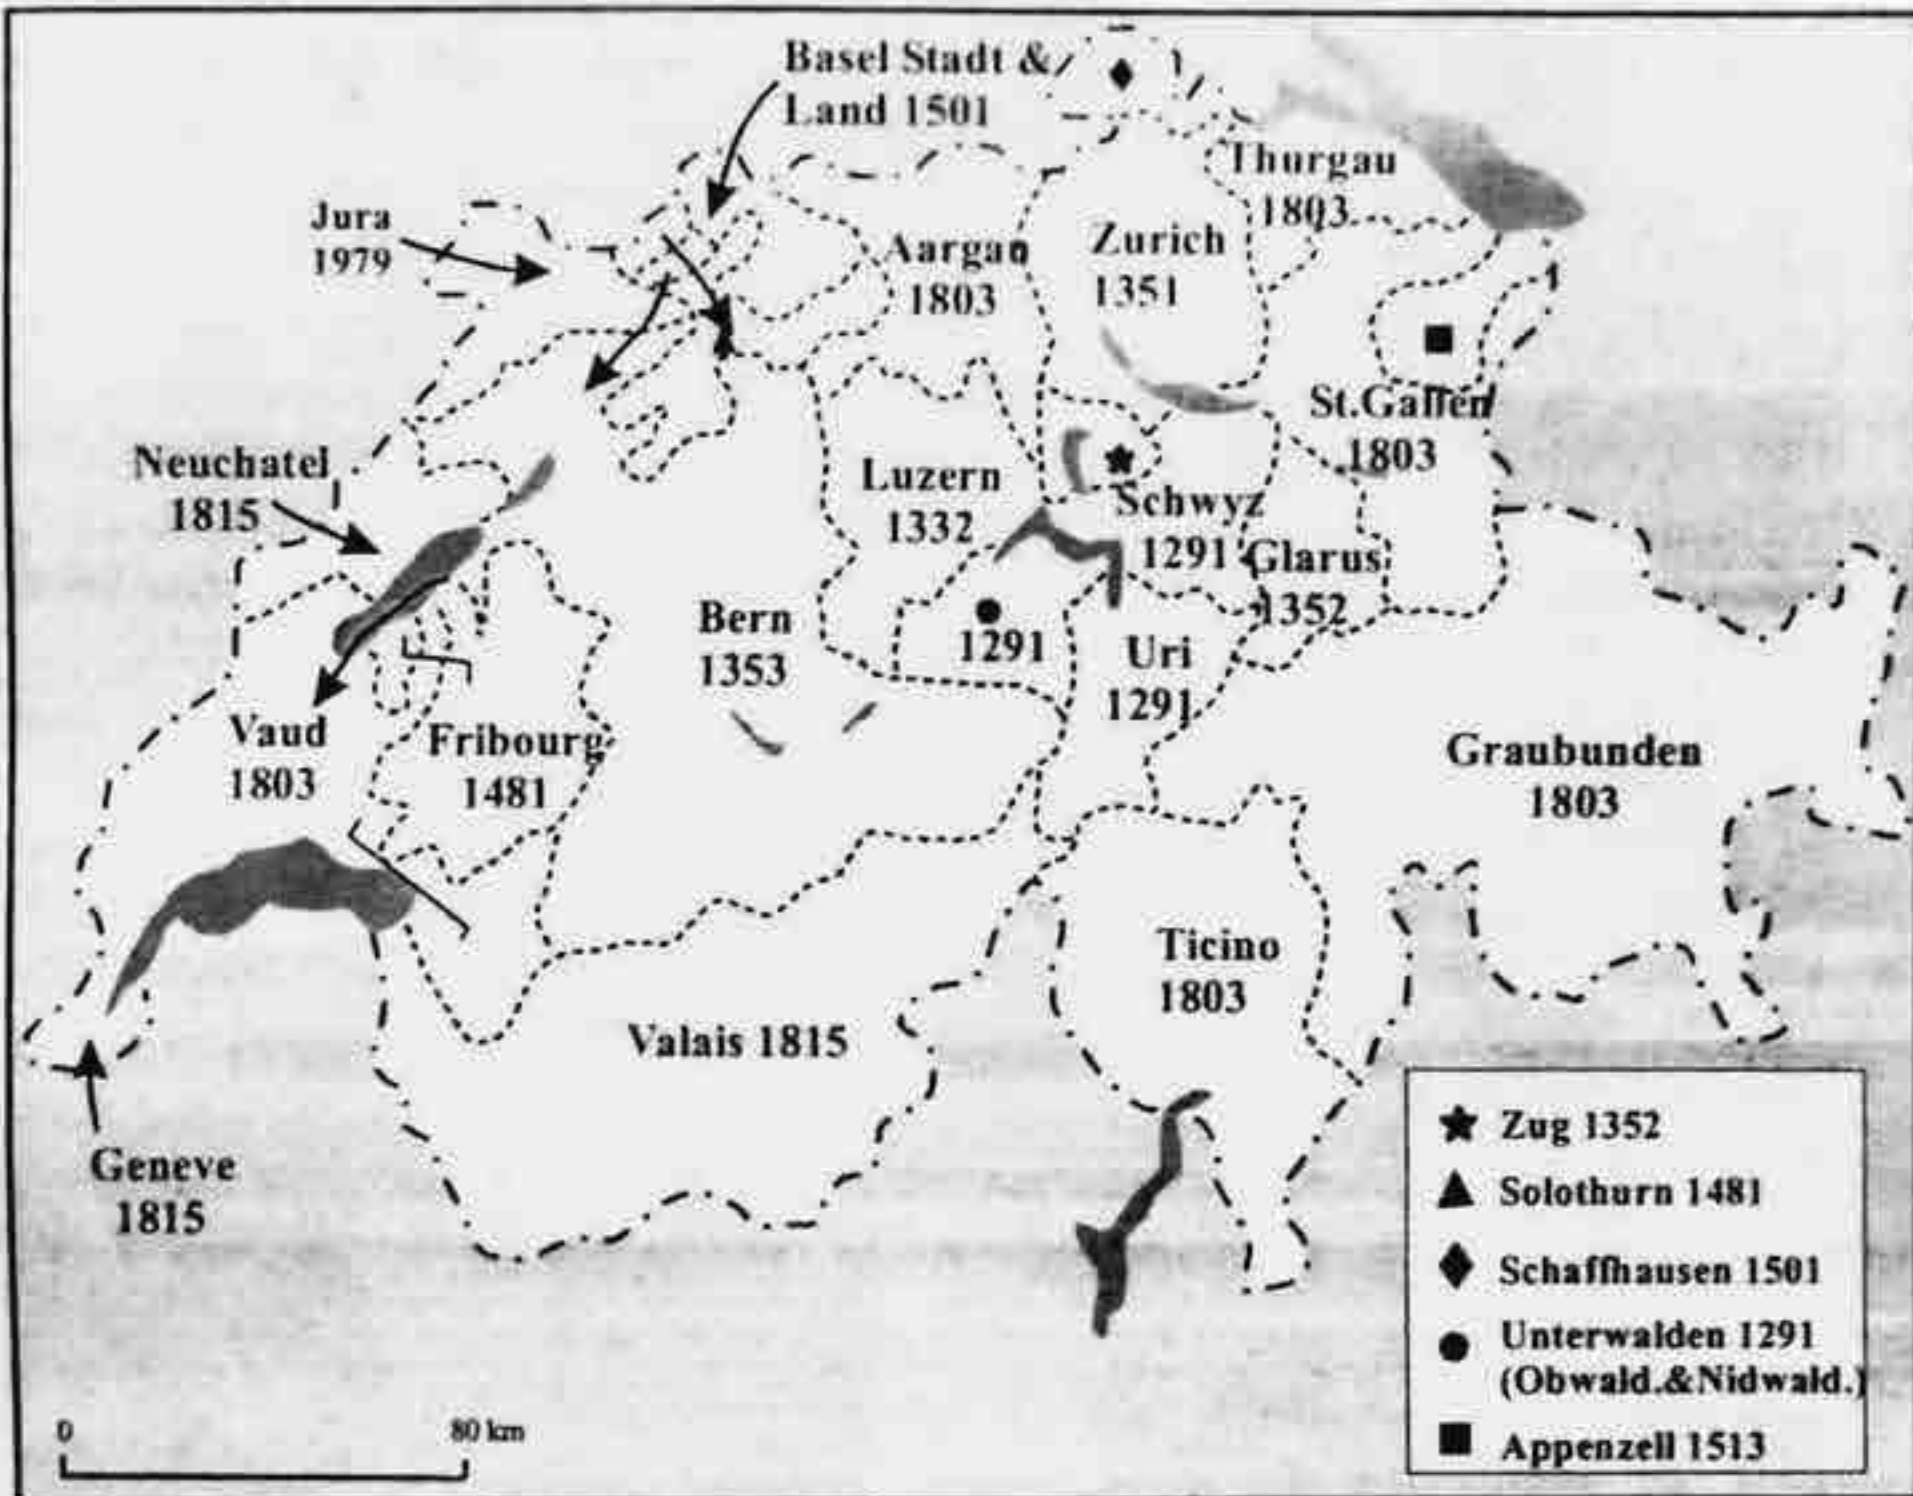 Basel Stadt &
Land 1501
Jura
1979
Thurgau
1803
Aargau
1803
Zurich
1351
St.Gallen
1803
Neuchatel
1815
Luzern
1332
Schwyz
1291
Glarus
1352
Bern
1353
1291
Uri
1291
Vaud
1803
Fribourg
1481
Graubunden
1803
Ticino
1803
Valais 1815
Geneve
1815
Zug 1352
Solothurn 1481
Schaffhausen 1501
Unterwalden 1291
(Obwald.&Nidwald.)
Appenzell 1513
0
80 km